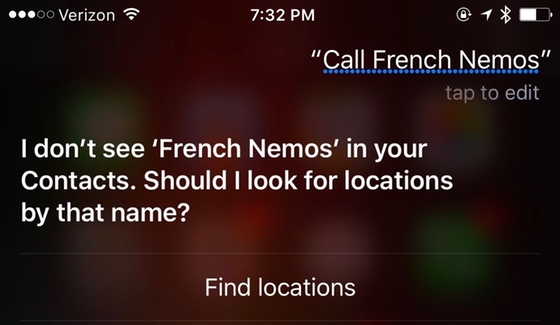 Verizon 7:32 PM
“Call French Nemos”
tap to edit
I don’t see ‘French Nemos’ in your
Contacts. Should I look for locations
by that name?
Find locations